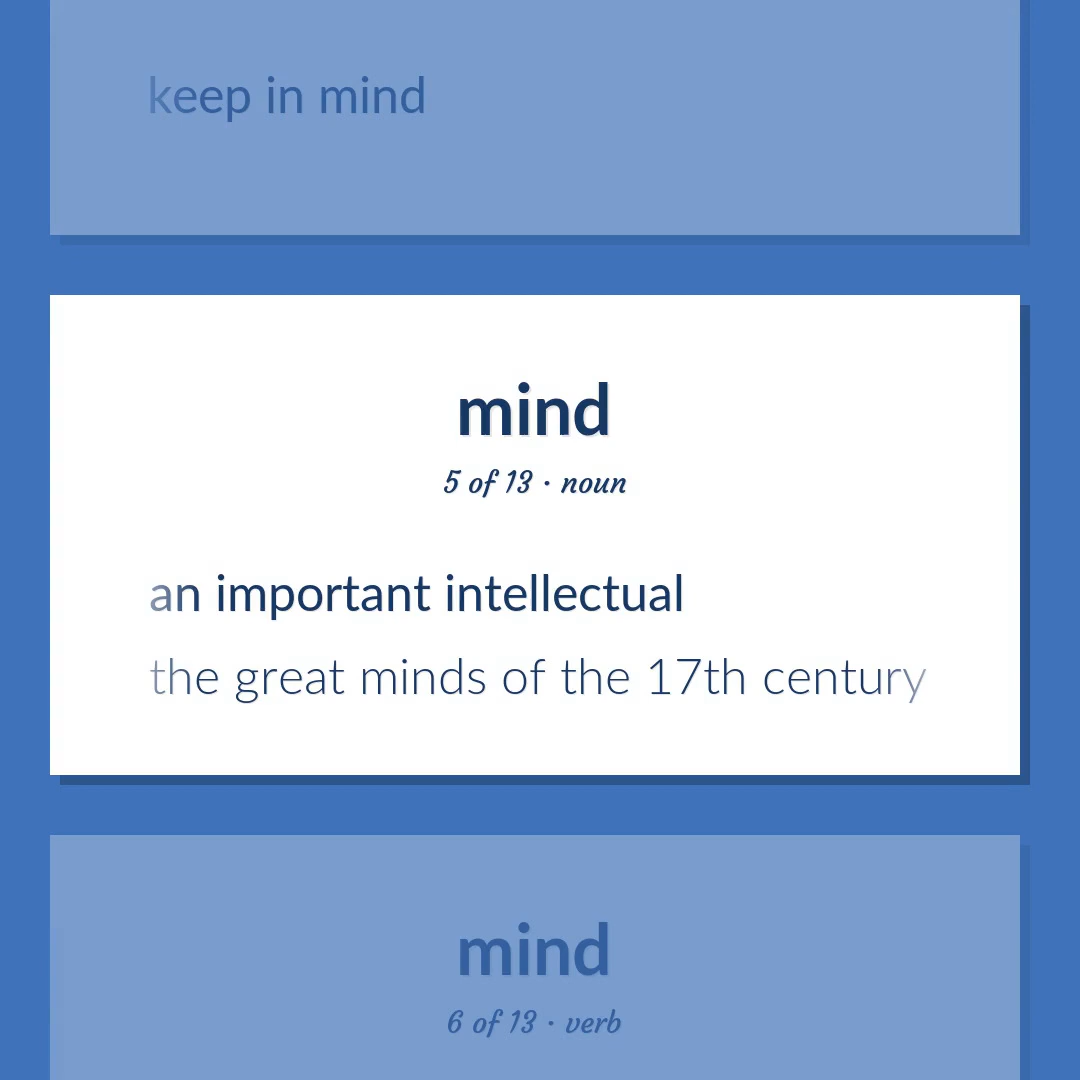 keep in mind
mind
5 of 13 · noun
an important intellectual
the great minds of the 17th century
mind
6 of 13 · verb